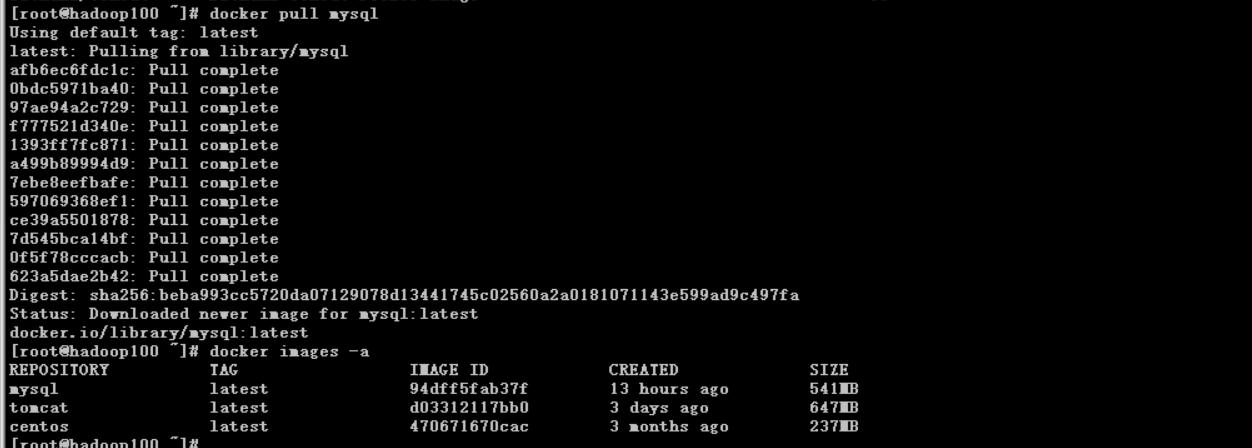 [root@hadoop100 ~]# docker pull mysql
Using default tag: latest
latest: Pulling from library/mysql
afb6ec6fdc1c: Pull complete
0bdc5971ba40: Pull complete
97ae94a2c729: Pull complete
f777521d340e: Pull complete
1393ff7fc871: Pull complete
a499b89994d9: Pull complete
7ebe8eefbafe: Pull complete
597069368ef1: Pull complete
ce39a5501878: Pull complete
7d545bca14bf: Pull complete
0f5f78cccacb: Pull complete
623a5dae2b42: Pull complete
Digest: sha256:beba993cc5720da07129078d13441745c02560a2a0181071143e599ad9c497fa
Status: Downloaded newer image for mysql:latest
docker.io/library/mysql:latest
[root@hadoop100 ~]# docker images -a
REPOSITORY TAG IMAGE ID CREATED SIZE
mysql latest 94dff5fab37f 13 hours ago 541MB
tomcat latest d03312117bb0 3 days ago 647MB
centos latest 470671670cac 3 months ago 237MB
[root@hadoop100 ~]#